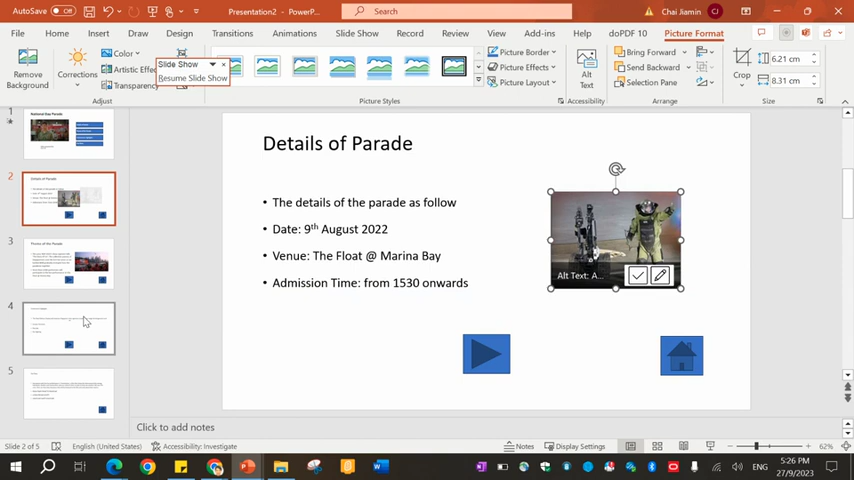 AutoSave
Off
Presentation2 - PowerP...
Search
Chai Jiamin
CJ
File
Home
Insert
Draw
Design
Transitions
Animations
Slide Show
Record
Review
View
Add-ins
Help
doPDF 10
Picture Format
Remove
Background
Corrections
Color
Artistic Effe
Transparency
Slide Show
Resume Slide Show
Picture Border
Picture Effects
Picture Layout
Alt
Text
Bring Forward
Send Backward
Selection Pane
Crop
6.21 cm
8.31 cm
Adjust
Picture Styles
Accessibility
Arrange
Size
1
National Day Parade
2
Details of Parade
3
Theme of the Parade
4
5
Details of Parade
• The details of the parade as follow
• Date: 9th August 2022
• Venue: The Float @ Marina Bay
• Admission Time: from 1530 onwards
Alt Text: A...
Click to add notes
Slide 2 of 5
English (United States)
Accessibility: Investigate
Notes
Display Settings
62%
ENG
5:26 PM
27/9/2023